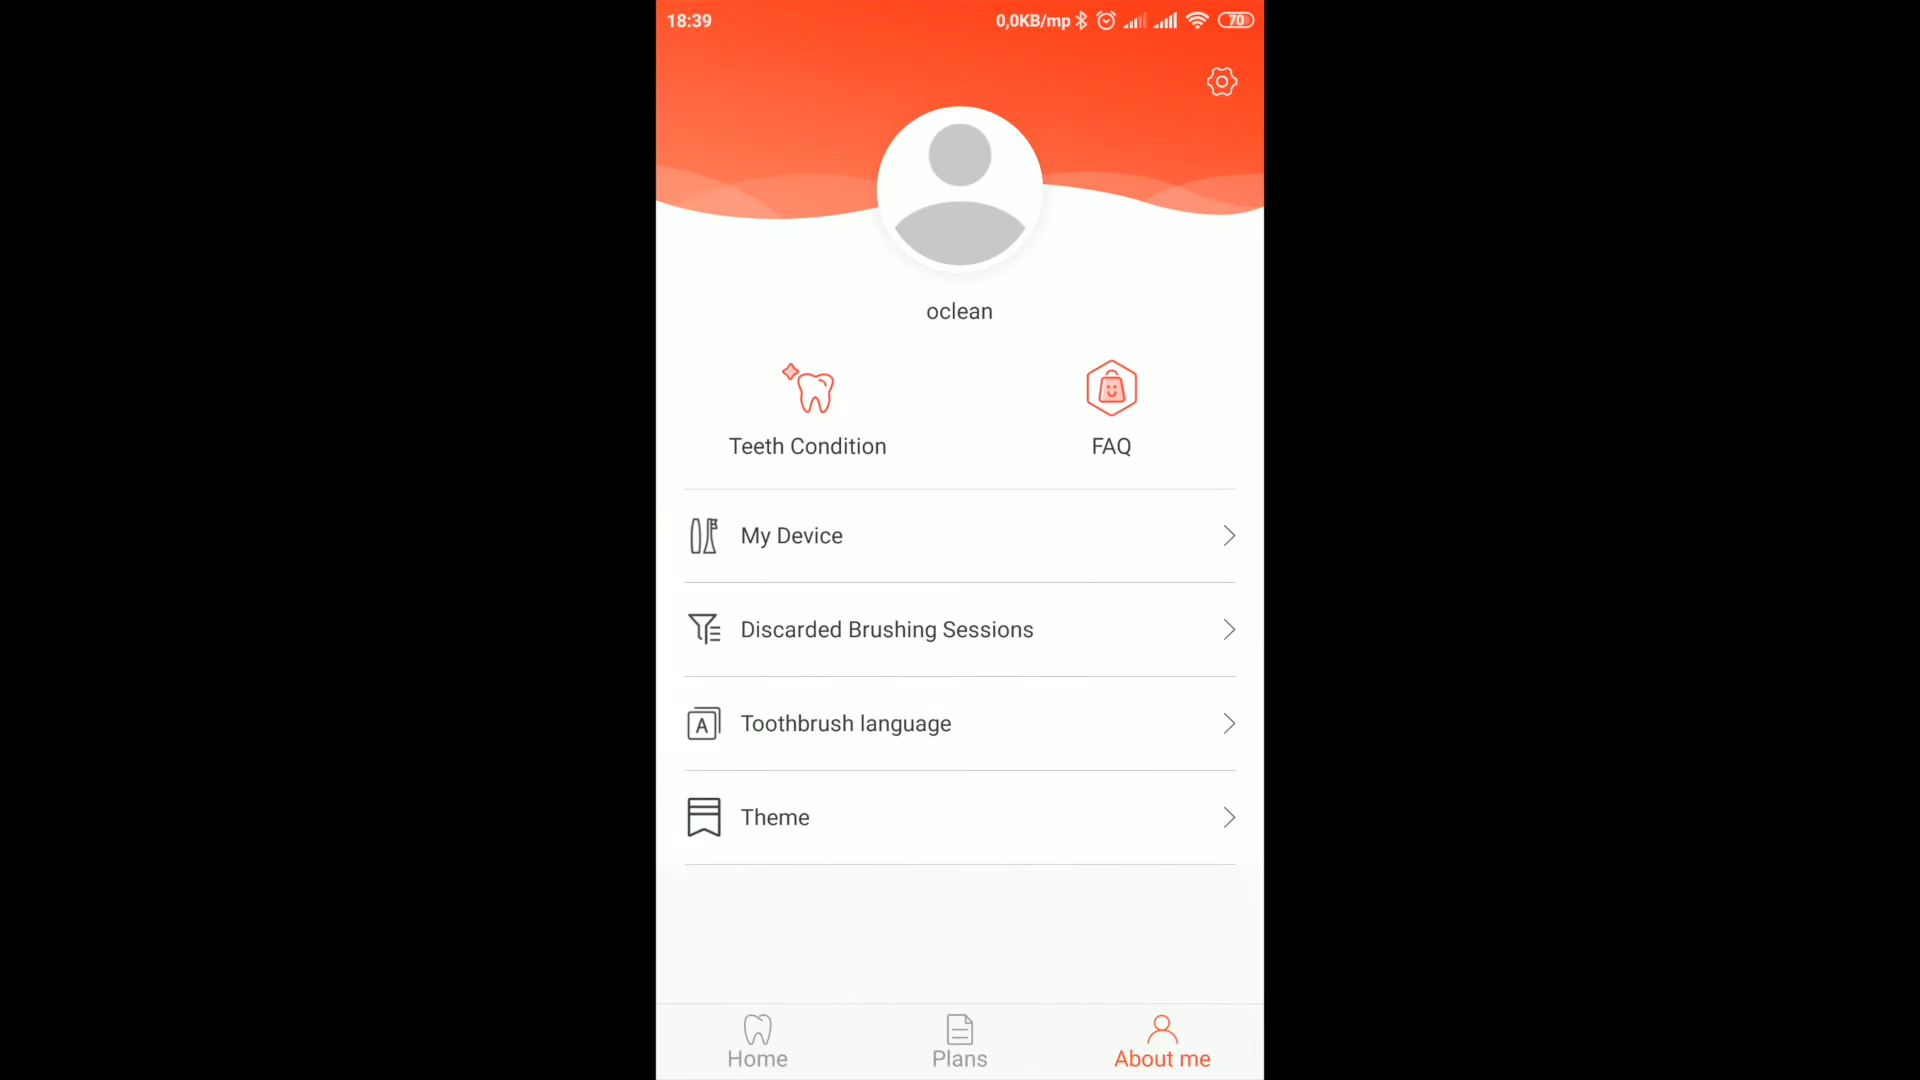 18:39
0,0KB/mp
70
oclean
Teeth Condition
FAQ
My Device
Discarded Brushing Sessions
A
Toothbrush language
Theme
Home
Plans
About me